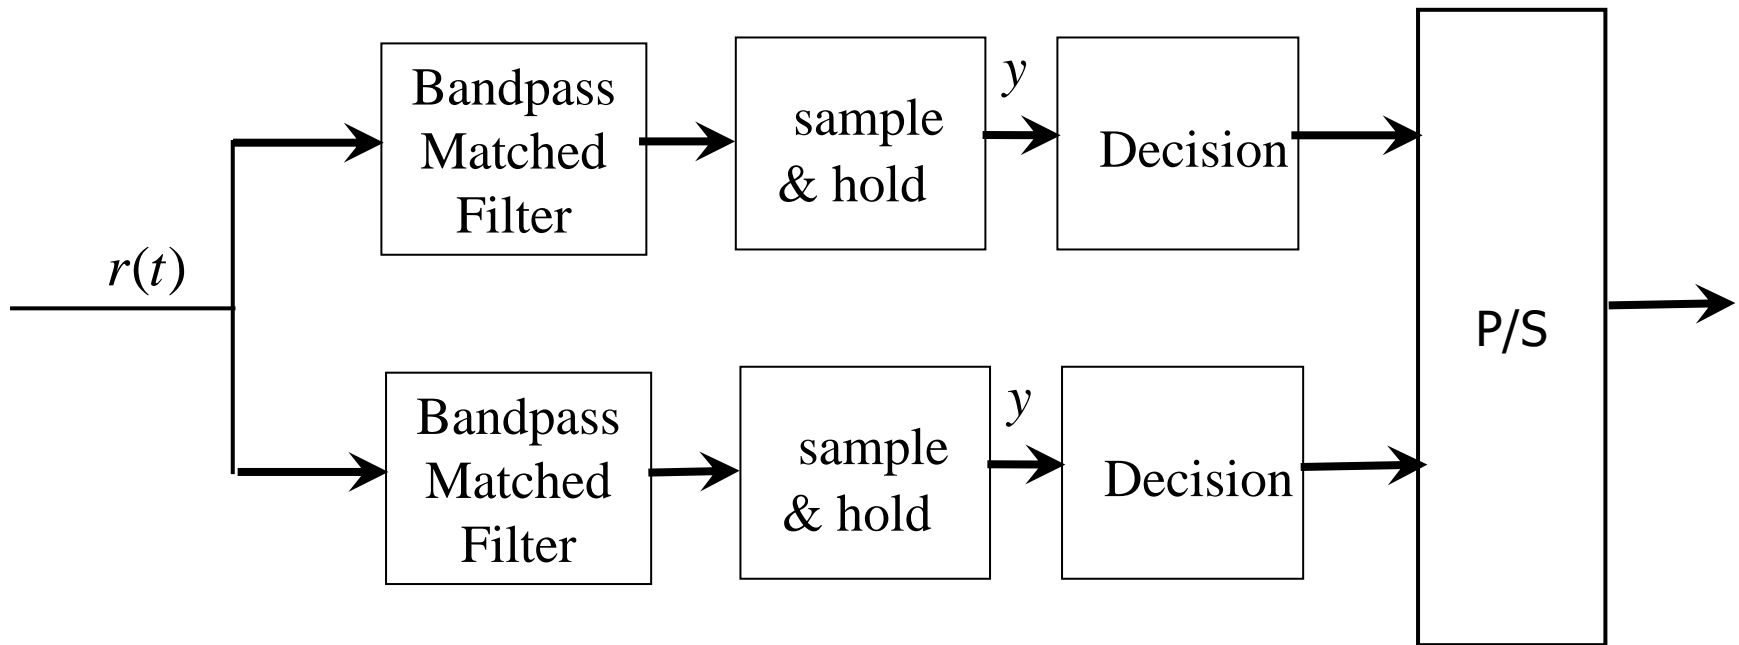 r(t)
Bandpass
Matched
Filter
sample
& hold
y
Decision
Bandpass
Matched
Filter
sample
& hold
y
Decision
P/S